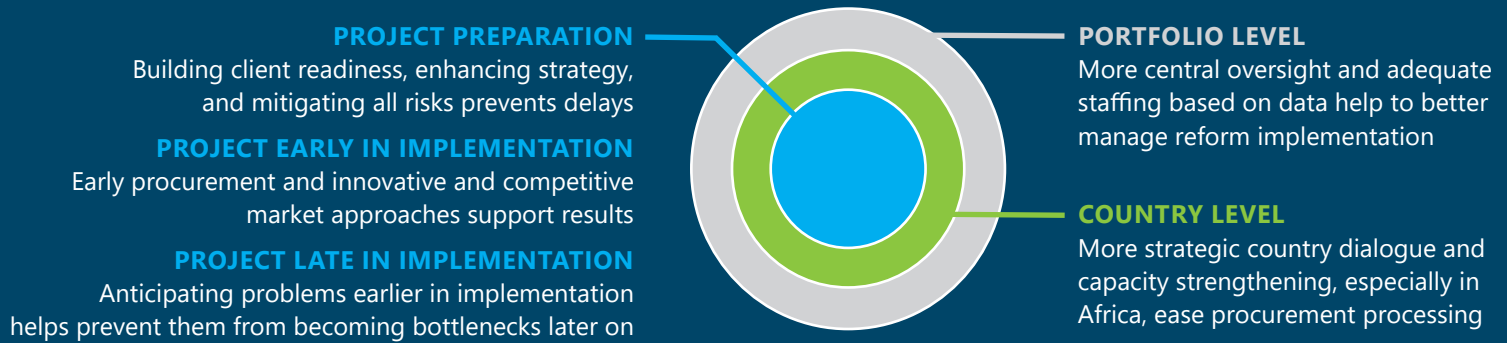 PROJECT PREPARATION
Building client readiness, enhancing strategy,
and mitigating all risks prevents delays
PROJECT EARLY IN IMPLEMENTATION
Early procurement and innovative and competitive
market approaches support results
PROJECT LATE IN IMPLEMENTATION
Anticipating problems earlier in implementation
helps prevent them from becoming bottlenecks later on
PORTFOLIO LEVEL
More central oversight and adequate
staffing based on data help to better
manage reform implementation
COUNTRY LEVEL
More strategic country dialogue and
capacity strengthening, especially in
Africa, ease procurement processing